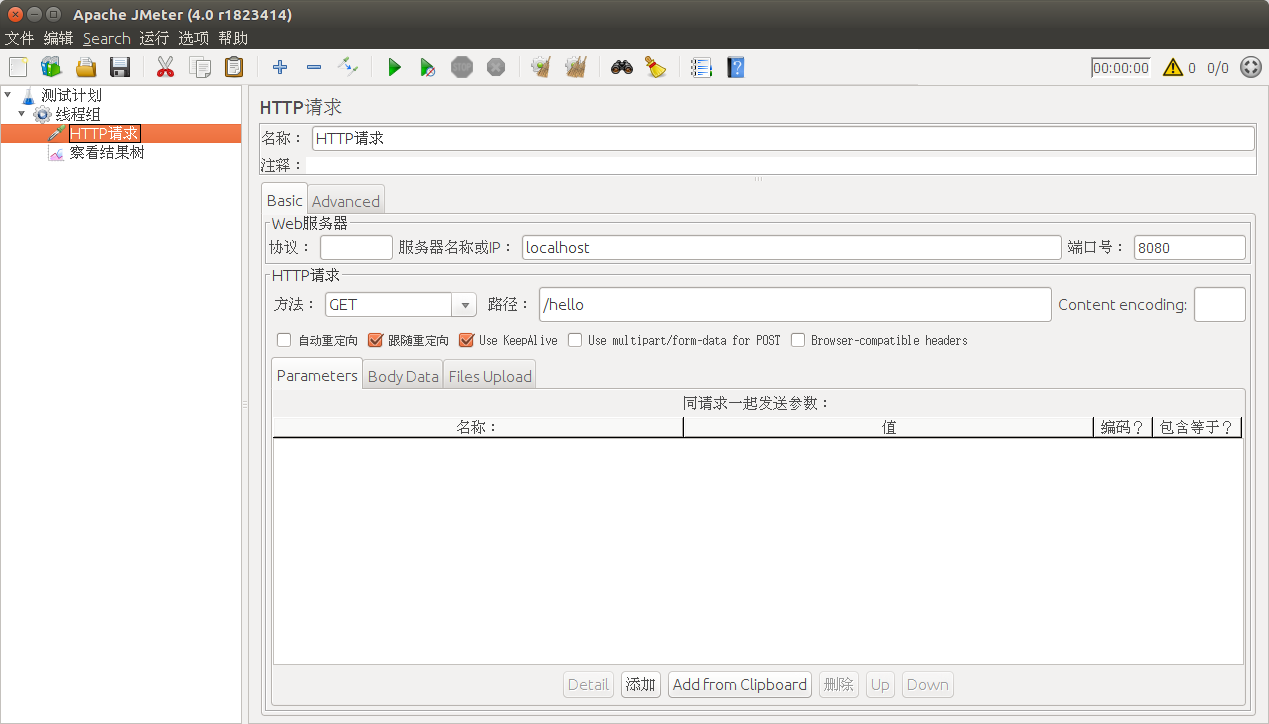 Apache JMeter (4.0 r1823414)
文件 编辑 Search 运行 选项 帮助
00:00:00 0 0/0
测试计划
线程组
HTTP请求
察看结果树
HTTP请求
名称： HTTP请求
注释：
Basic Advanced
Web服务器
协议： 服务器名称或IP： localhost 端口号： 8080
HTTP请求
方法： GET 路径： /hello Content encoding:
自动重定向 跟随重定向 Use KeepAlive Use multipart/form-data for POST Browser-compatible headers
Parameters Body Data Files Upload
同请求一起发送参数：
名称： 值 编码？ 包含等于？
Detail 添加 Add from Clipboard 删除 Up Down